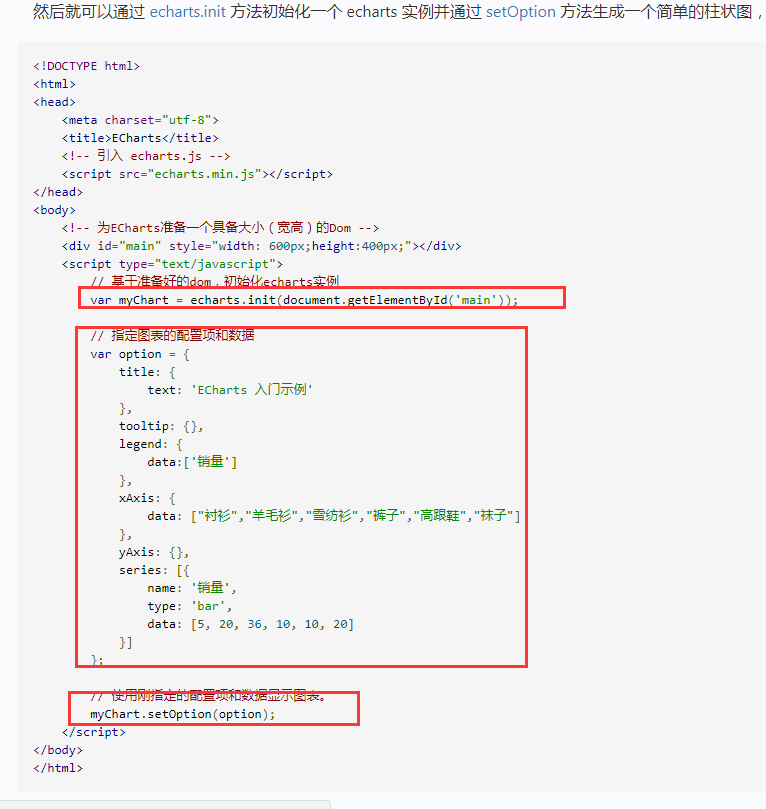 然后就可以通过 echarts.init 方法初始化一个 echarts 实例并通过 setOption 方法生成一个简单的柱状图，
<!DOCTYPE html>
<html>
<head>
    <meta charset="utf-8">
    <title>ECharts</title>
    <!-- 引入 echarts.js -->
    <script src="echarts.min.js"></script>
</head>
<body>
    <!-- 为ECharts准备一个具备大小（宽高）的Dom -->
    <div id="main" style="width: 600px;height:400px;"></div>
    <script type="text/javascript">
        // 基于准备好的dom，初始化echarts实例
        var myChart = echarts.init(document.getElementById('main'));
        // 指定图表的配置项和数据
        var option = {
            title: {
                text: 'ECharts 入门示例'
            },
            tooltip: {},
            legend: {
                data:['销量']
            },
            xAxis: {
                data: ["衬衫","羊毛衫","雪纺衫","裤子","高跟鞋","袜子"]
            },
            yAxis: {},
            series: [{
                name: '销量',
                type: 'bar',
                data: [5, 20, 36, 10, 10, 20]
            }]
        };
        // 使用刚指定的配置项和数据显示图表。
        myChart.setOption(option);
    </script>
</body>
</html>